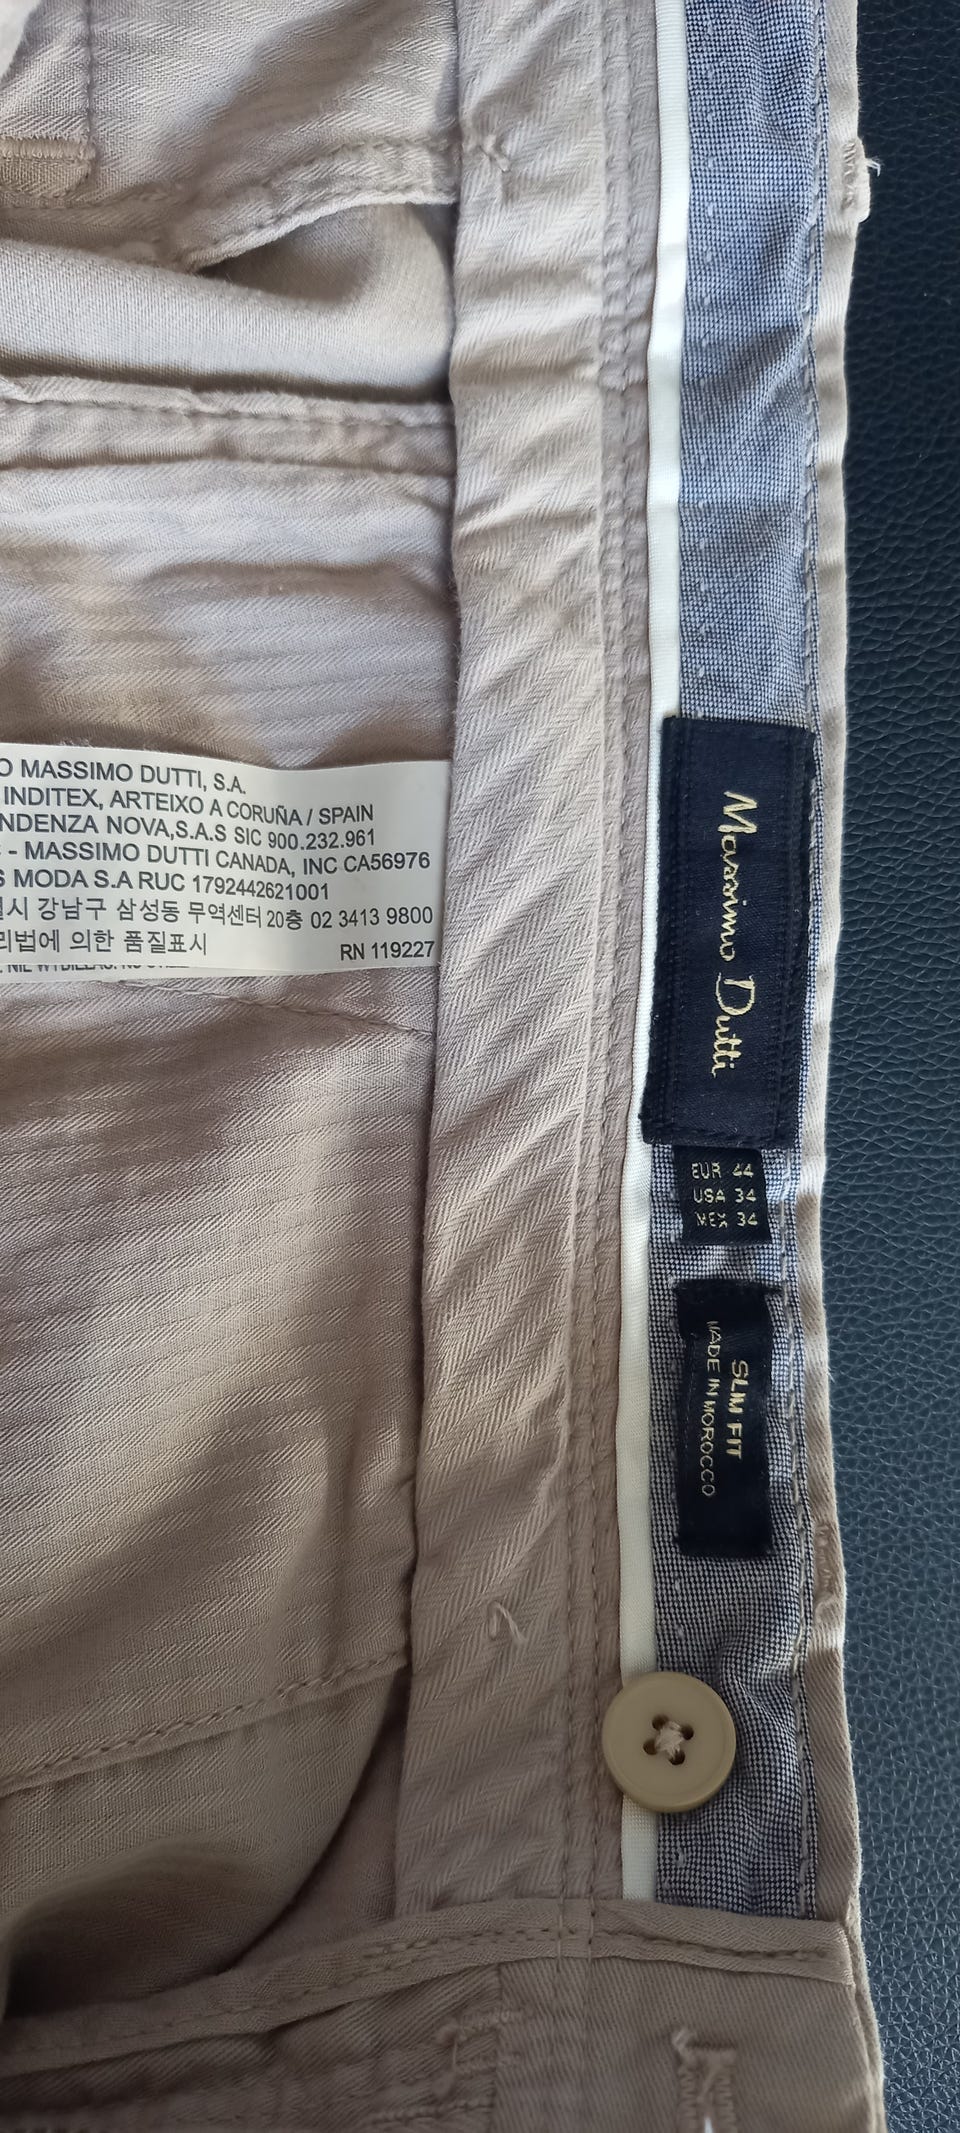 O MASSIMO DUTTI, S.A.
INDITEX, ARTEIXO A CORUÑA / SPAIN
NDENZA NOVA,S.A.S SIC 900.232.961
- MASSIMO DUTTI CANADA, INC CA56976
S MODA S.A RUC 1792442621001
시 강남구 삼성동 무역센터 20층 02 3413 9800
리법에 의한 품질표시
RN 119227
Massimo Dutti
EUR 44
USA 34
MEX 34
SLIM FIT
MADE IN MOROCCO